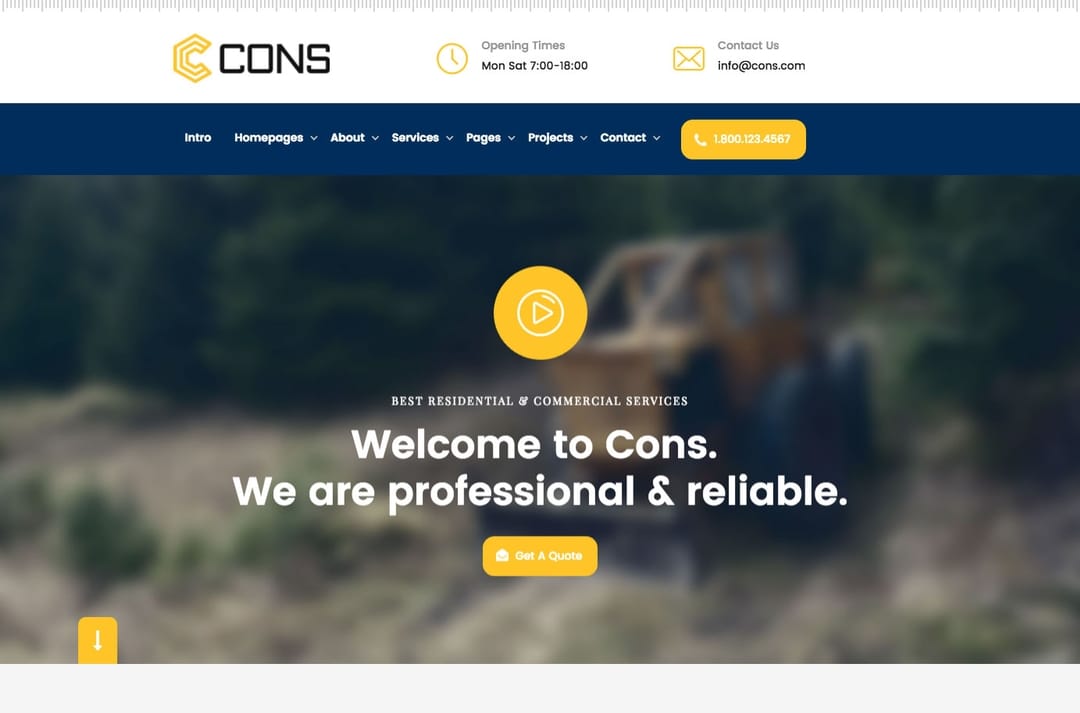 CONS
Opening Times
Mon Sat 7:00-18:00
Contact Us
info@cons.com
Intro Homepages About Services Pages Projects Contact 1.800.123.4567
BEST RESIDENTIAL & COMMERCIAL SERVICES
Welcome to Cons.
We are professional & reliable.
Get A Quote